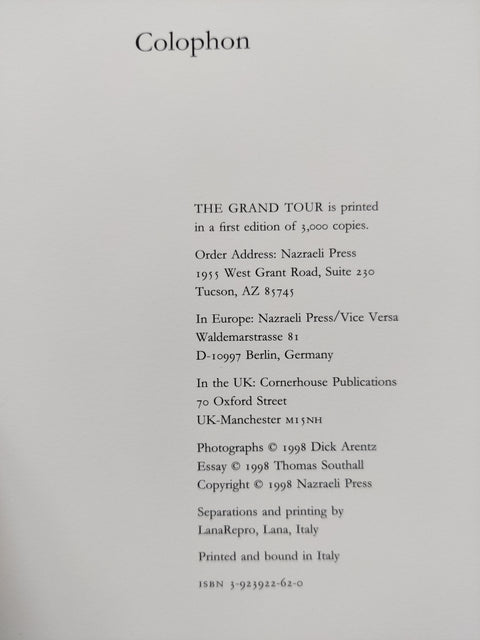 Colophon
THE GRAND TOUR is printed
in a first edition of 3,000 copies.
Order Address: Nazraeli Press
1955 West Grant Road, Suite 230
Tucson, AZ 85745
In Europe: Nazraeli Press/Vice Versa
Waldemarstrasse 81
D-10997 Berlin, Germany
In the UK: Cornerhouse Publications
70 Oxford Street
UK-Manchester M15NH
Photographs © 1998 Dick Arentz
Essay © 1998 Thomas Southall
Copyright © 1998 Nazraeli Press
Separations and printing by
LanaRepro, Lana, Italy
Printed and bound in Italy
ISBN 3-923922-62-0